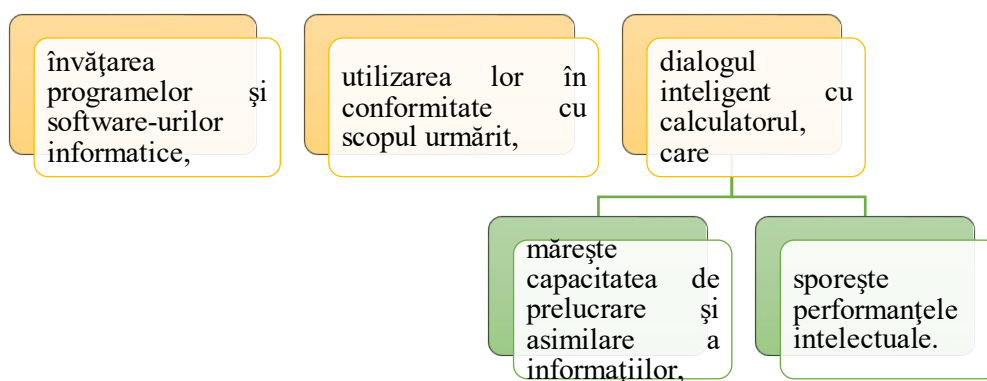 învăţarea
programelor şi
software-urilor
informatice,
utilizarea lor în
conformitate cu
scopul urmărit,
dialogul
inteligent cu
calculatorul,
care
măreşte
capacitatea de
prelucrare şi
asimilare a
informaţiilor,
sporeşte
performanţele
intelectuale.